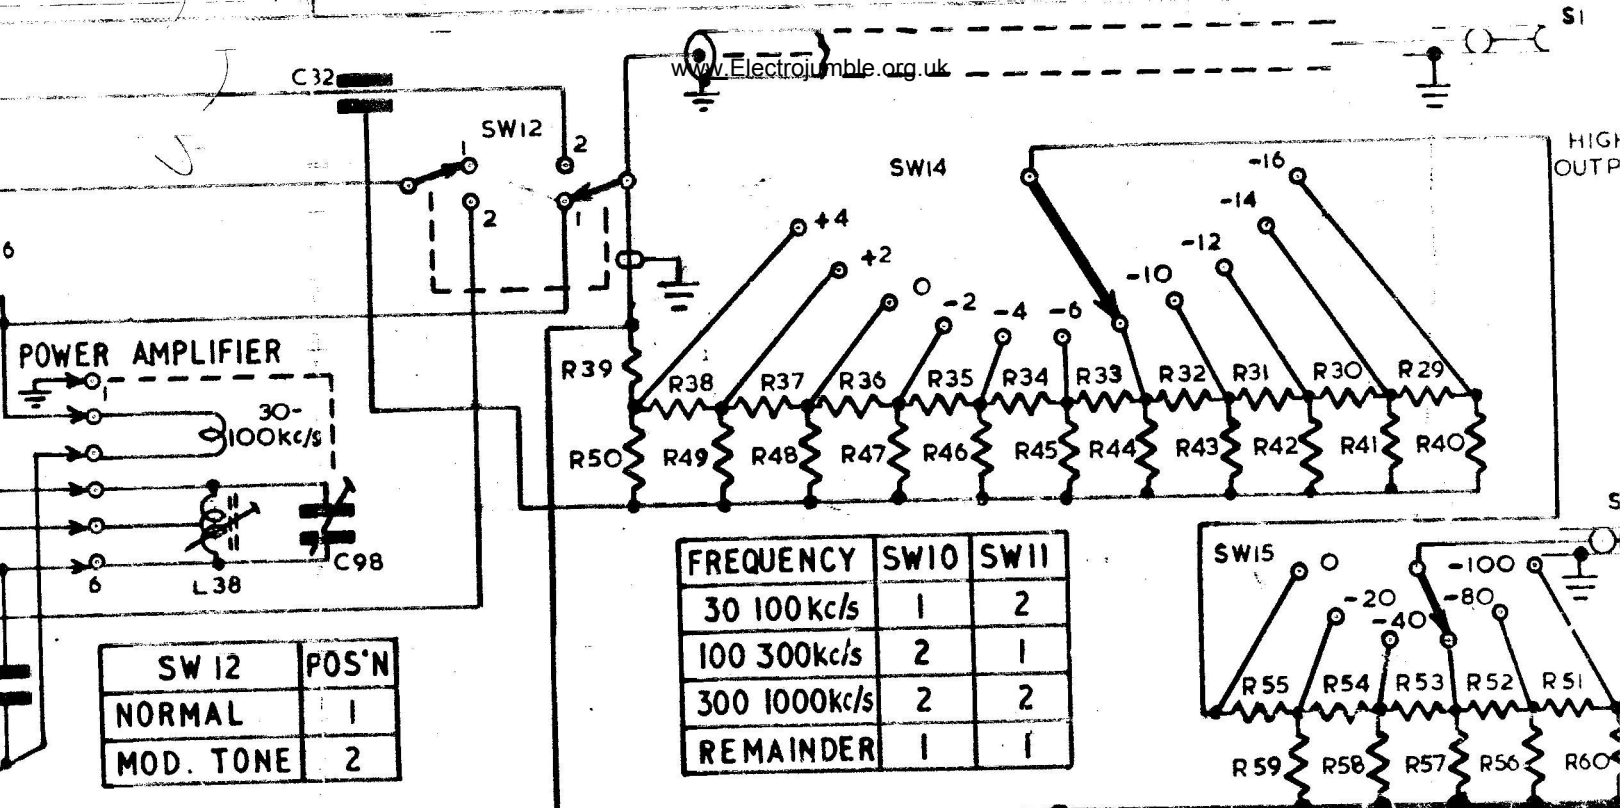 S1
www.Electrojumble.org.uk
C32
SW12
1
2
2
1
SW14
HIGH
OUTP
-16
-14
-12
-10
+4
+2
O
-2
-4
-6
6
POWER AMPLIFIER
1
30-
100kc/s
6
L38
C98
R39
R38 R37 R36 R35 R34 R33 R32 R31 R30 R29
R50 R49 R48 R47 R46 R45 R44 R43 R42 R41 R40
FREQUENCY SW10 SW11
30 100kc/s 1 2
100 300kc/s 2 1
300 1000kc/s 2 2
REMAINDER 1 1
SW 12 POS'N
NORMAL 1
MOD. TONE 2
S
SW15
O
-100
-20
-80
-40
R55 R54 R53 R52 R51
R59 R58 R57 R56 R60